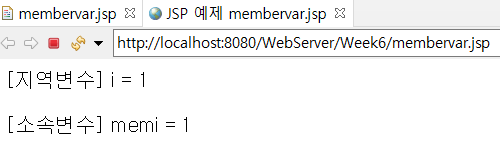 membervar.jsp JSP 예제 membervar.jsp
http://localhost:8080/WebServer/Week6/membervar.jsp
[지역변수] i = 1
[소속변수] memi = 1